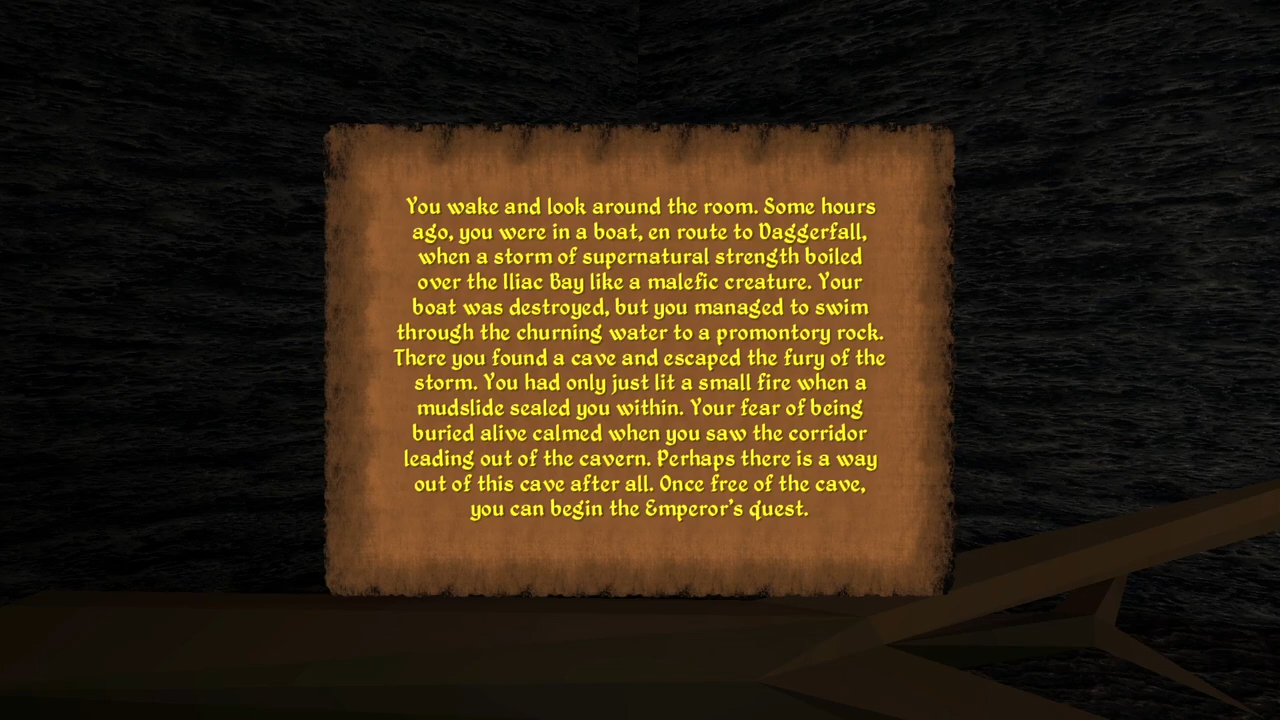 You wake and look around the room. Some hours
ago, you were in a boat, en route to Daggerfall,
when a storm of supernatural strength boiled
over the Iliac Bay like a malefic creature. Your
boat was destroyed, but you managed to swim
through the churning water to a promontory rock.
There you found a cave and escaped the fury of the
storm. You had only just lit a small fire when a
mudslide sealed you within. Your fear of being
buried alive calmed when you saw the corridor
leading out of the cavern. Perhaps there is a way
out of this cave after all. Once free of the cave,
you can begin the Emperor's quest.